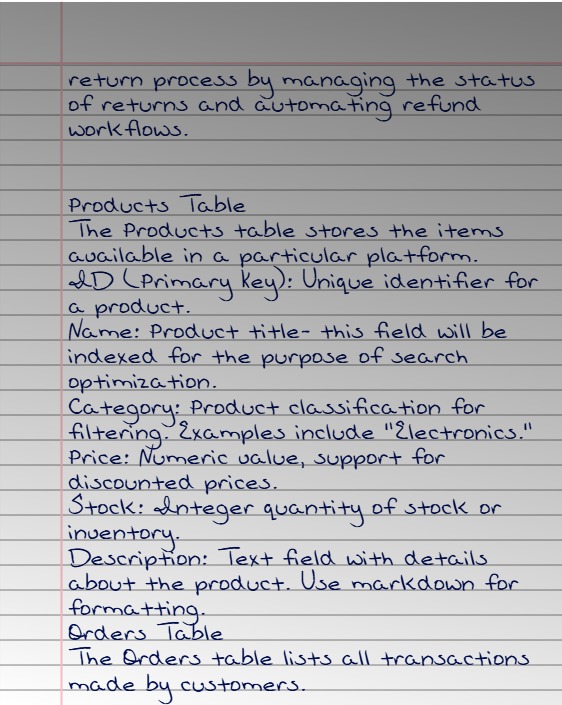 return process by managing the status
of returns and automating refund
workflows.
Products Table
The Products table stores the items
available in a particular platform.
ID (Primary Key): Unique identifier for
a product.
Name: Product title- this field will be
indexed for the purpose of search
optimization.
Category: Product classification for
filtering. Examples include "Electronics."
Price: Numeric value, support for
discounted prices.
Stock: Integer quantity of stock or
inventory.
Description: Text field with details
about the product. Use markdown for
formatting.
Orders Table
The Orders table lists all transactions
made by customers.